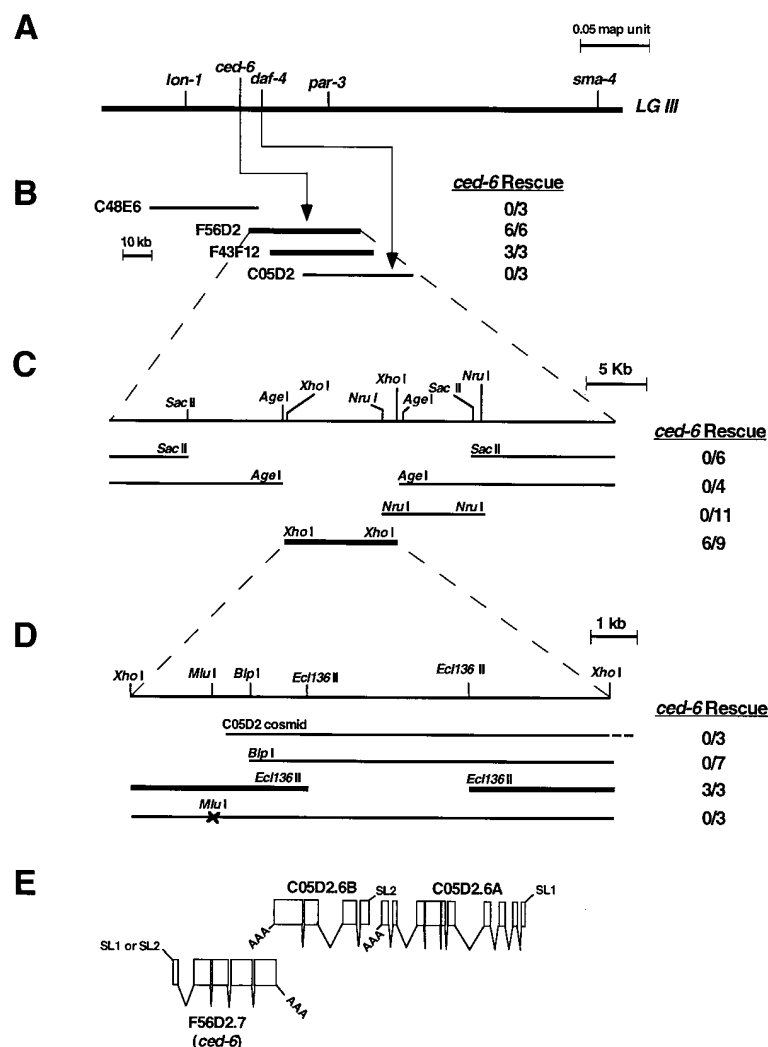 A
0.05 map unit
lon-1
ced-6
daf-4
par-3
sma-4
LG III
B
ced-6 Rescue
C48E6
0/3
F56D2
6/6
10 kb
F43F12
3/3
C05D2
0/3
C
5 Kb
Sac II
Age I
Xho I
Nru I
Xho I
Age I
Sac II
Nru I
ced-6 Rescue
Sac II
Sac II
0/6
Age I
Age I
0/4
Nru I
Nru I
0/11
Xho I
Xho I
6/9
D
1 kb
Xho I
Mlu I
Blp I
Ecl136 II
Ecl136 II
Xho I
ced-6 Rescue
C05D2 cosmid
0/3
Blp I
0/7
Ecl136 II
Ecl136 II
3/3
Mlu I
0/3
E
C05D2.6B
SL2
C05D2.6A
SL1
AAA
AAA
SL1 or SL2
AAA
F56D2.7
(ced-6)